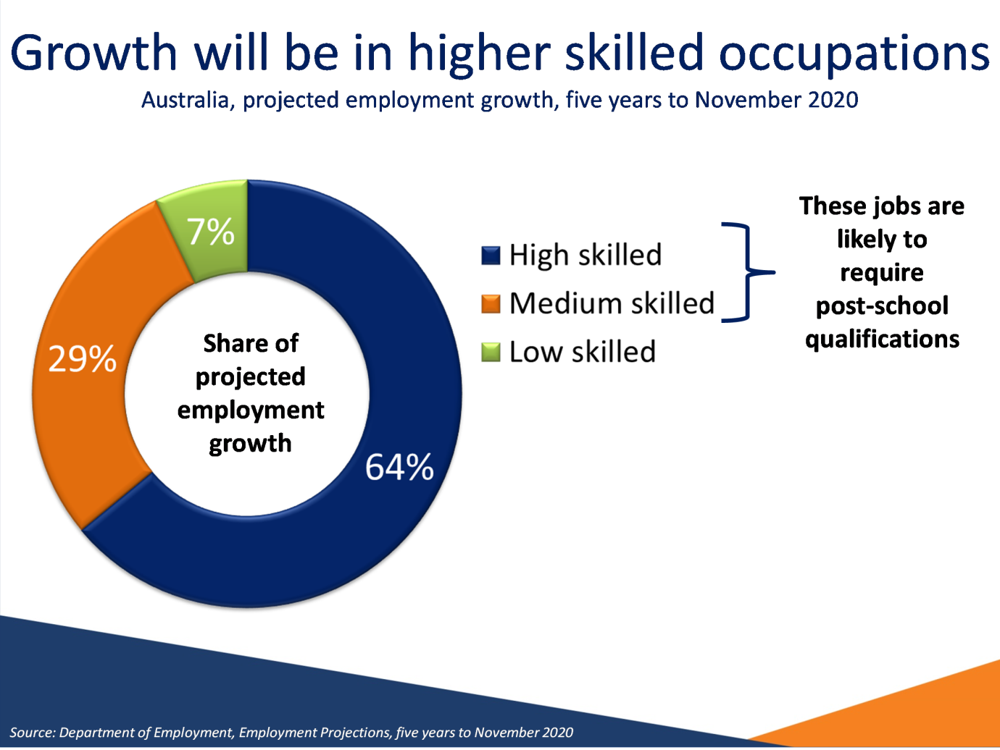 Growth will be in higher skilled occupations
Australia, projected employment growth, five years to November 2020
7%
29%
64%
Share of
projected
employment
growth
High skilled
Medium skilled
Low skilled
These jobs are
likely to
require
post-school
qualifications
Source: Department of Employment, Employment Projections, five years to November 2020